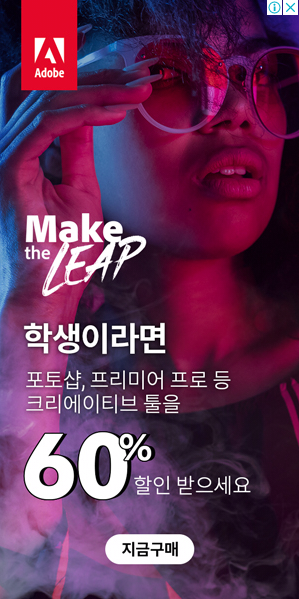 Adobe
Make
the LEAP
학생이라면
포토샵, 프리미어 프로 등
크리에이티브 툴을
60%
할인 받으세요
지금구매